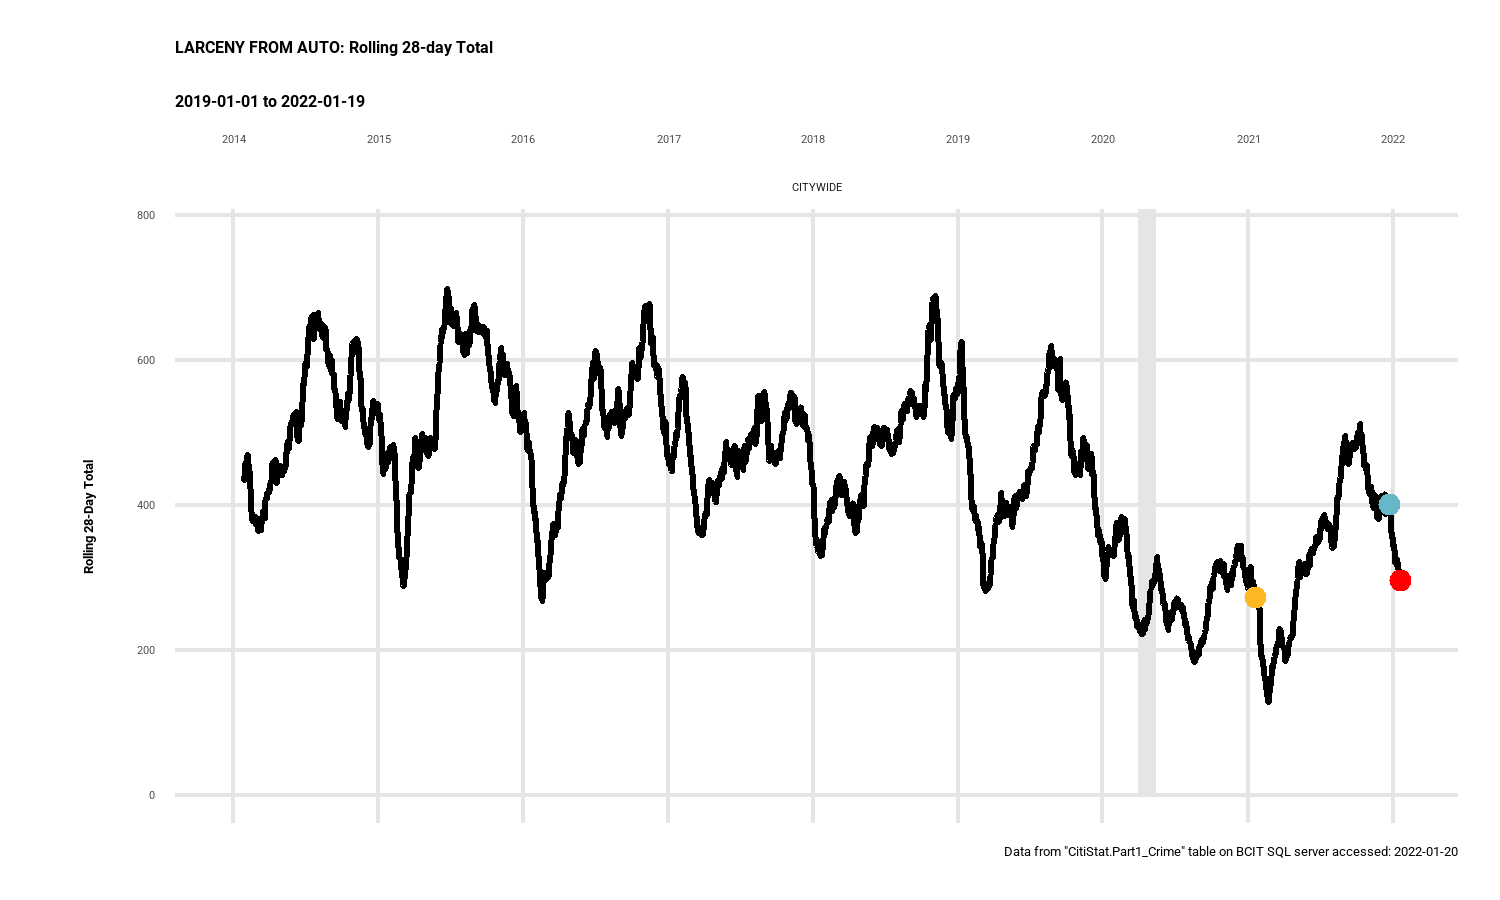 LARCENY FROM AUTO: Rolling 28-day Total
2019-01-01 to 2022-01-19
2014 2015 2016 2017 2018 2019 2020 2021 2022
CITYWIDE
800
600
400
200
0
Rolling 28-Day Total
Data from "CitiStat.Part1_Crime" table on BCIT SQL server accessed: 2022-01-20